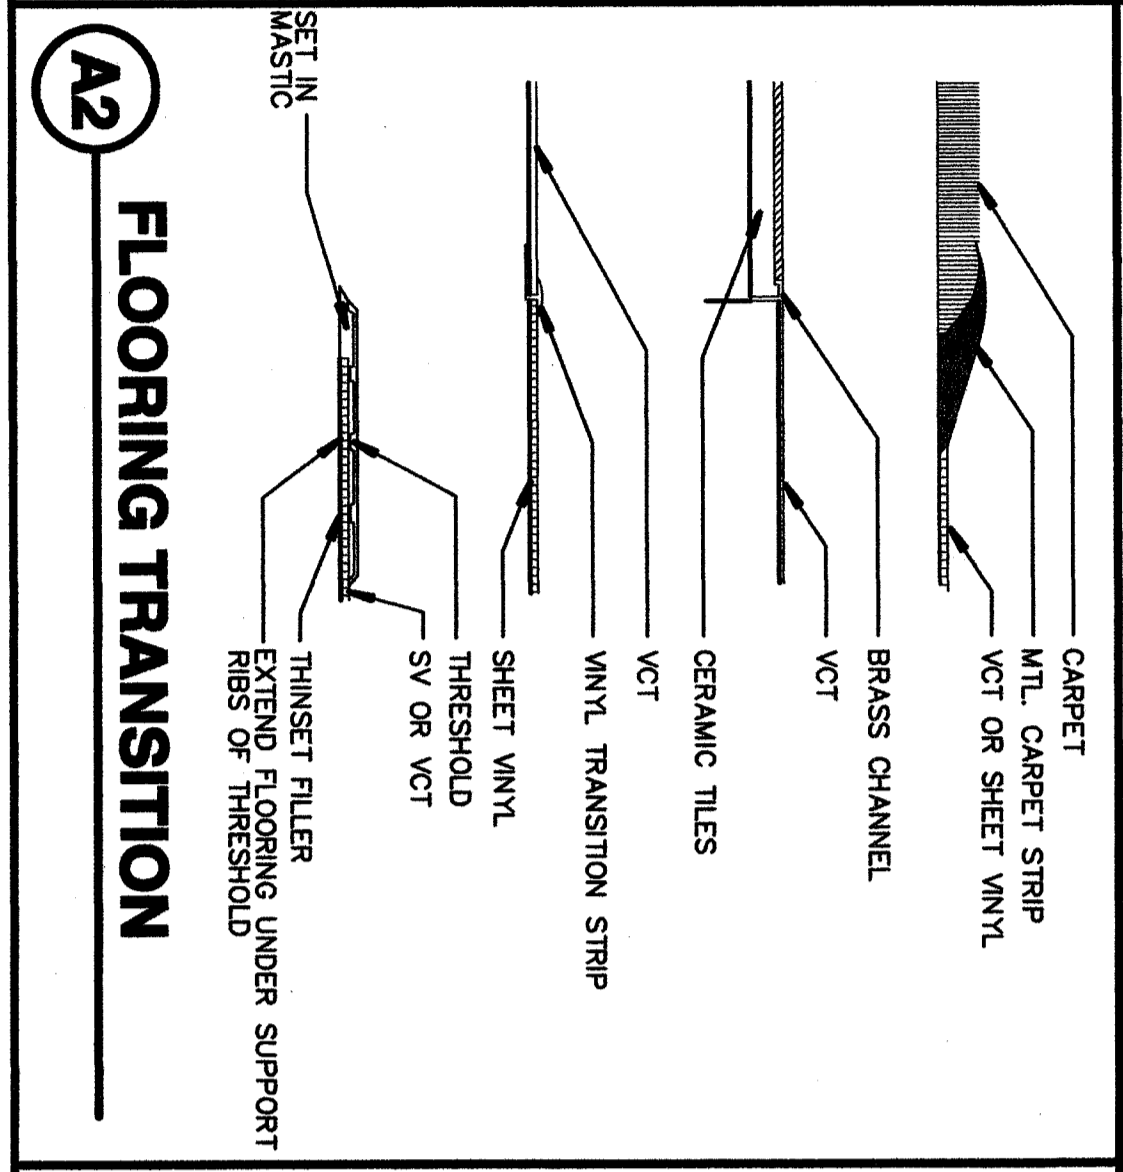 CARPET
MTL. CARPET STRIP
VCT OR SHEET VINYL
BRASS CHANNEL
VCT
CERAMIC TILES
VCT
VINYL TRANSITION STRIP
SHEET VINYL
THRESHOLD
SV OR VCT
SET IN
MASTIC
THINSET FILLER
EXTEND FLOORING UNDER SUPPORT
RIBS OF THRESHOLD
A2
FLOORING TRANSITION